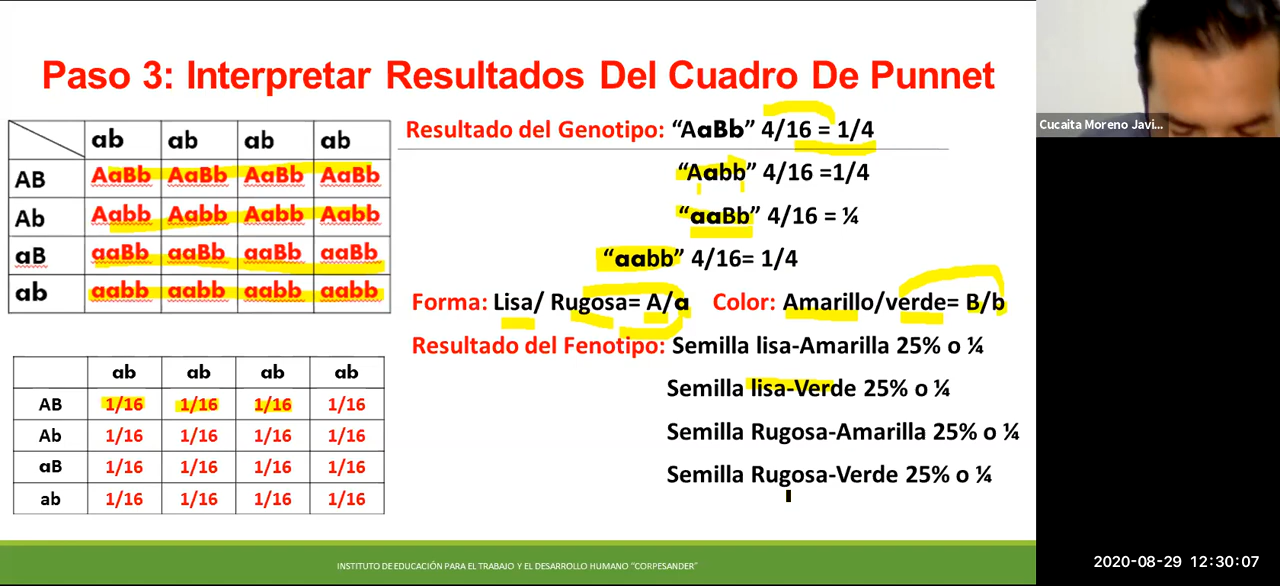 Paso 3: Interpretar Resultados Del Cuadro De Punnet
ab ab ab ab
AB AaBb AaBb AaBb AaBb
Ab Aabb Aabb Aabb Aabb
aB aaBb aaBb aaBb aaBb
ab aabb aabb aabb aabb
ab ab ab ab
AB 1/16 1/16 1/16 1/16
Ab 1/16 1/16 1/16 1/16
aB 1/16 1/16 1/16 1/16
ab 1/16 1/16 1/16 1/16
Resultado del Genotipo: “AaBb” 4/16 = 1/4
“Aabb” 4/16 =1/4
“aaBb” 4/16 = ¼
“aabb” 4/16= 1/4
Forma: Lisa/ Rugosa= A/a Color: Amarillo/verde= B/b
Resultado del Fenotipo: Semilla lisa-Amarilla 25% o ¼
Semilla lisa-Verde 25% o ¼
Semilla Rugosa-Amarilla 25% o ¼
Semilla Rugosa-Verde 25% o ¼
INSTITUTO DE EDUCACIÓN PARA EL TRABAJO Y EL DESARROLLO HUMANO “CORPESANDER”
Cucaita Moreno Javi...
2020-08-29 12:30:07